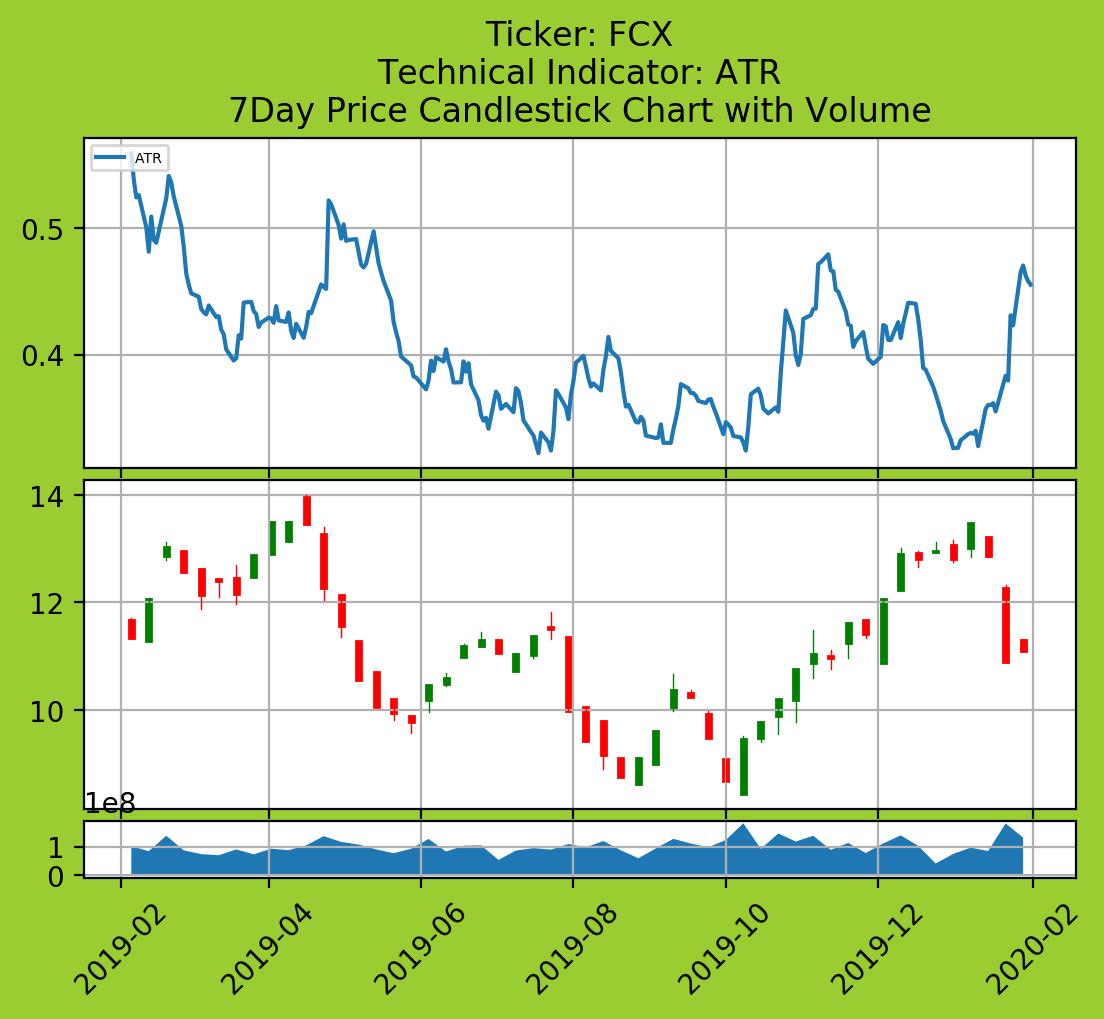 Ticker: FCX
Technical Indicator: ATR
7Day Price Candlestick Chart with Volume
ATR
0.5
0.4
14
12
10
1e8
1
0
2019-02
2019-04
2019-06
2019-08
2019-10
2019-12
2020-02